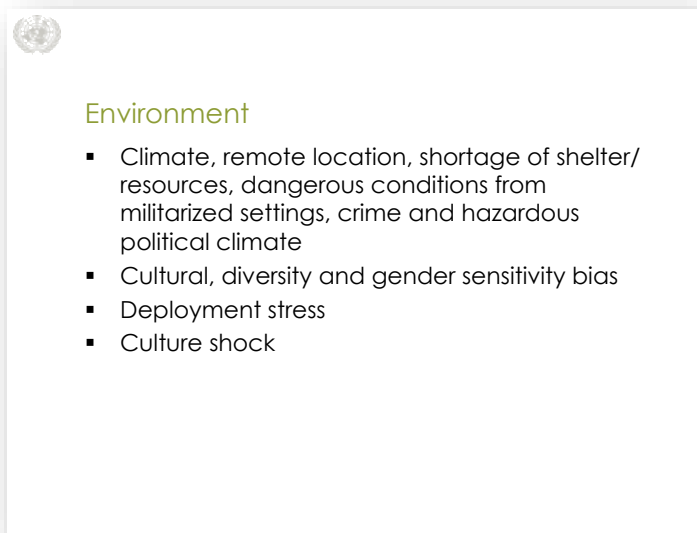 Environment
▪ Climate, remote location, shortage of shelter/
resources, dangerous conditions from
militarized settings, crime and hazardous
political climate
▪ Cultural, diversity and gender sensitivity bias
▪ Deployment stress
▪ Culture shock